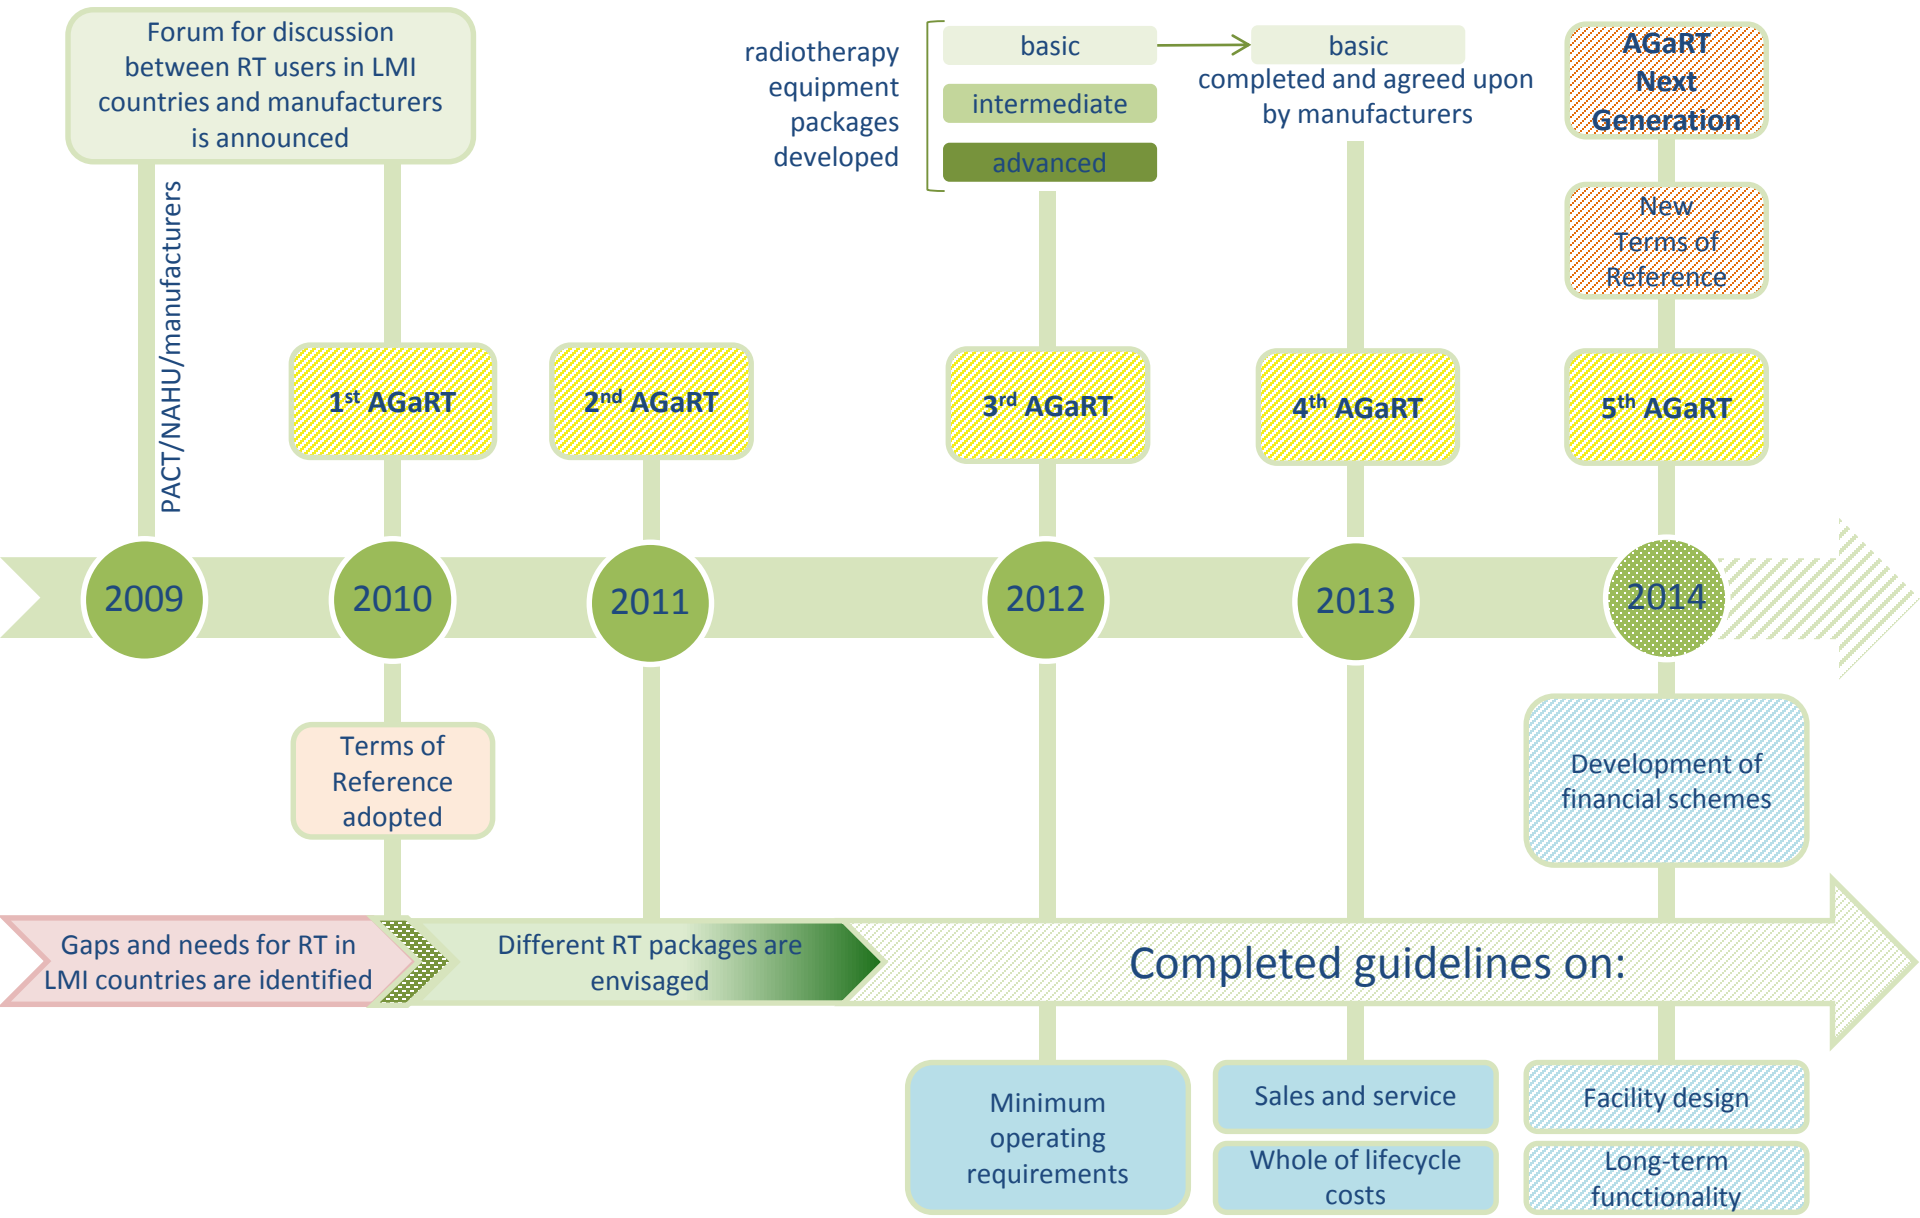 Forum for discussion
between RT users in LMI
countries and manufacturers
is announced
radiotherapy
equipment
packages
developed
basic
intermediate
advanced
basic
completed and agreed upon
by manufacturers
AGaRT
Next
Generation
New
Terms of
Reference
PACT/NAHU/manufacturers
1st AGaRT
2nd AGaRT
3rd AGaRT
4th AGaRT
5th AGaRT
2009
2010
2011
2012
2013
2014
Terms of
Reference
adopted
Development of
financial schemes
Gaps and needs for RT in
LMI countries are identified
Different RT packages are
envisaged
Completed guidelines on:
Minimum
operating
requirements
Sales and service
Whole of lifecycle
costs
Facility design
Long-term
functionality